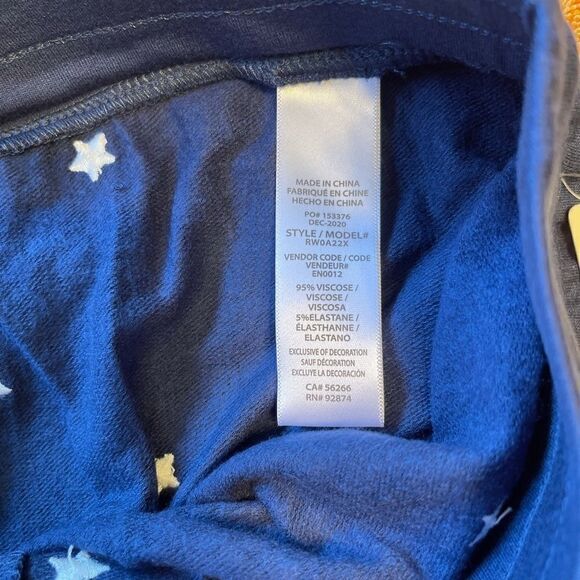 MADE IN CHINA
FABRIQUÉ EN CHINE
HECHO EN CHINA
PO# 153376
DEC-2020
STYLE / MODEL#
RW0A22X
VENDOR CODE / CODE
VENDEUR#
EN0012
95% VISCOSE /
VISCOSE /
VISCOSA
5%ELASTANE /
ÉLASTHANNE /
ELASTANO
EXCLUSIVE OF DECORATION
SAUF DÉCORATION
EXCLUYE LA DECORACIÓN
CA# 56266
RN# 92874